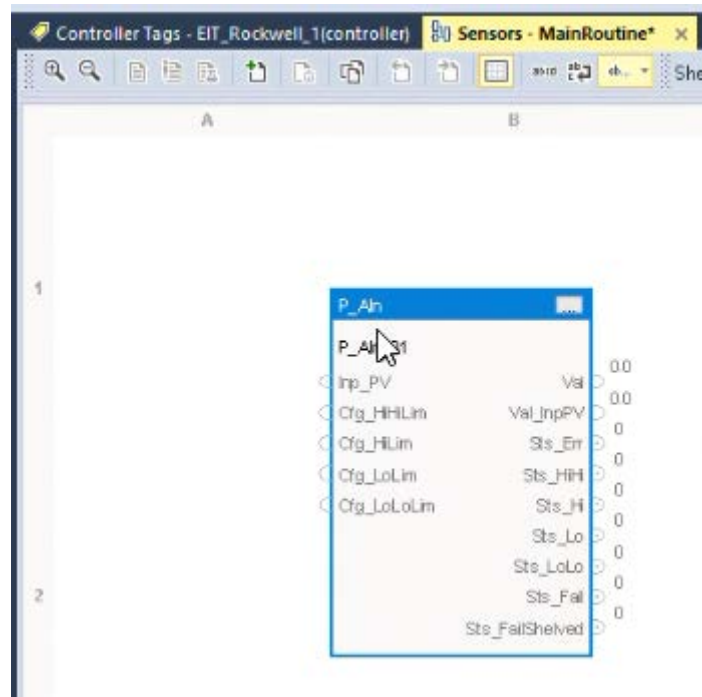 Controller Tags - EIT_Rockwell_1(controller)
Sensors - MainRoutine*
She
A B
1
P_AIn
...
Inp_PV Val 0.0
Cfg_HiHiLim Val_InpPV 0.0
Cfg_HiLim Sts_Err 0
Cfg_LoLim Sts_HiHi 0
Cfg_LoLoLim Sts_Hi 0
Sts_Lo 0
Sts_LoLo 0
2
Sts_Fail 0
Sts_FailShelved 0